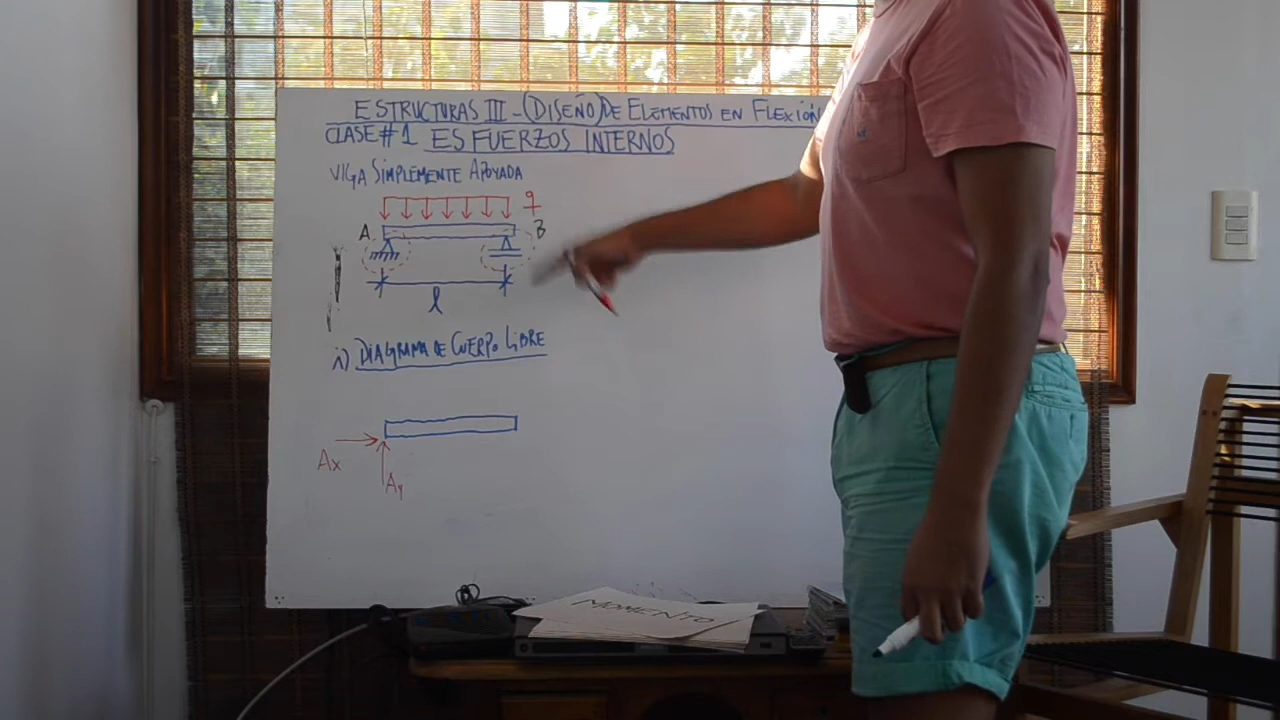 ESTRUCTURAS III - (DISEÑO) DE ELEMENTOS EN FLEXIÓN
CLASE #1 ESFUERZOS INTERNOS
VIGA SIMPLEMENTE APOYADA
q
A B
l
i) DIAGRAMA DE CUERPO LIBRE
Ax
Ay
MOMENTO